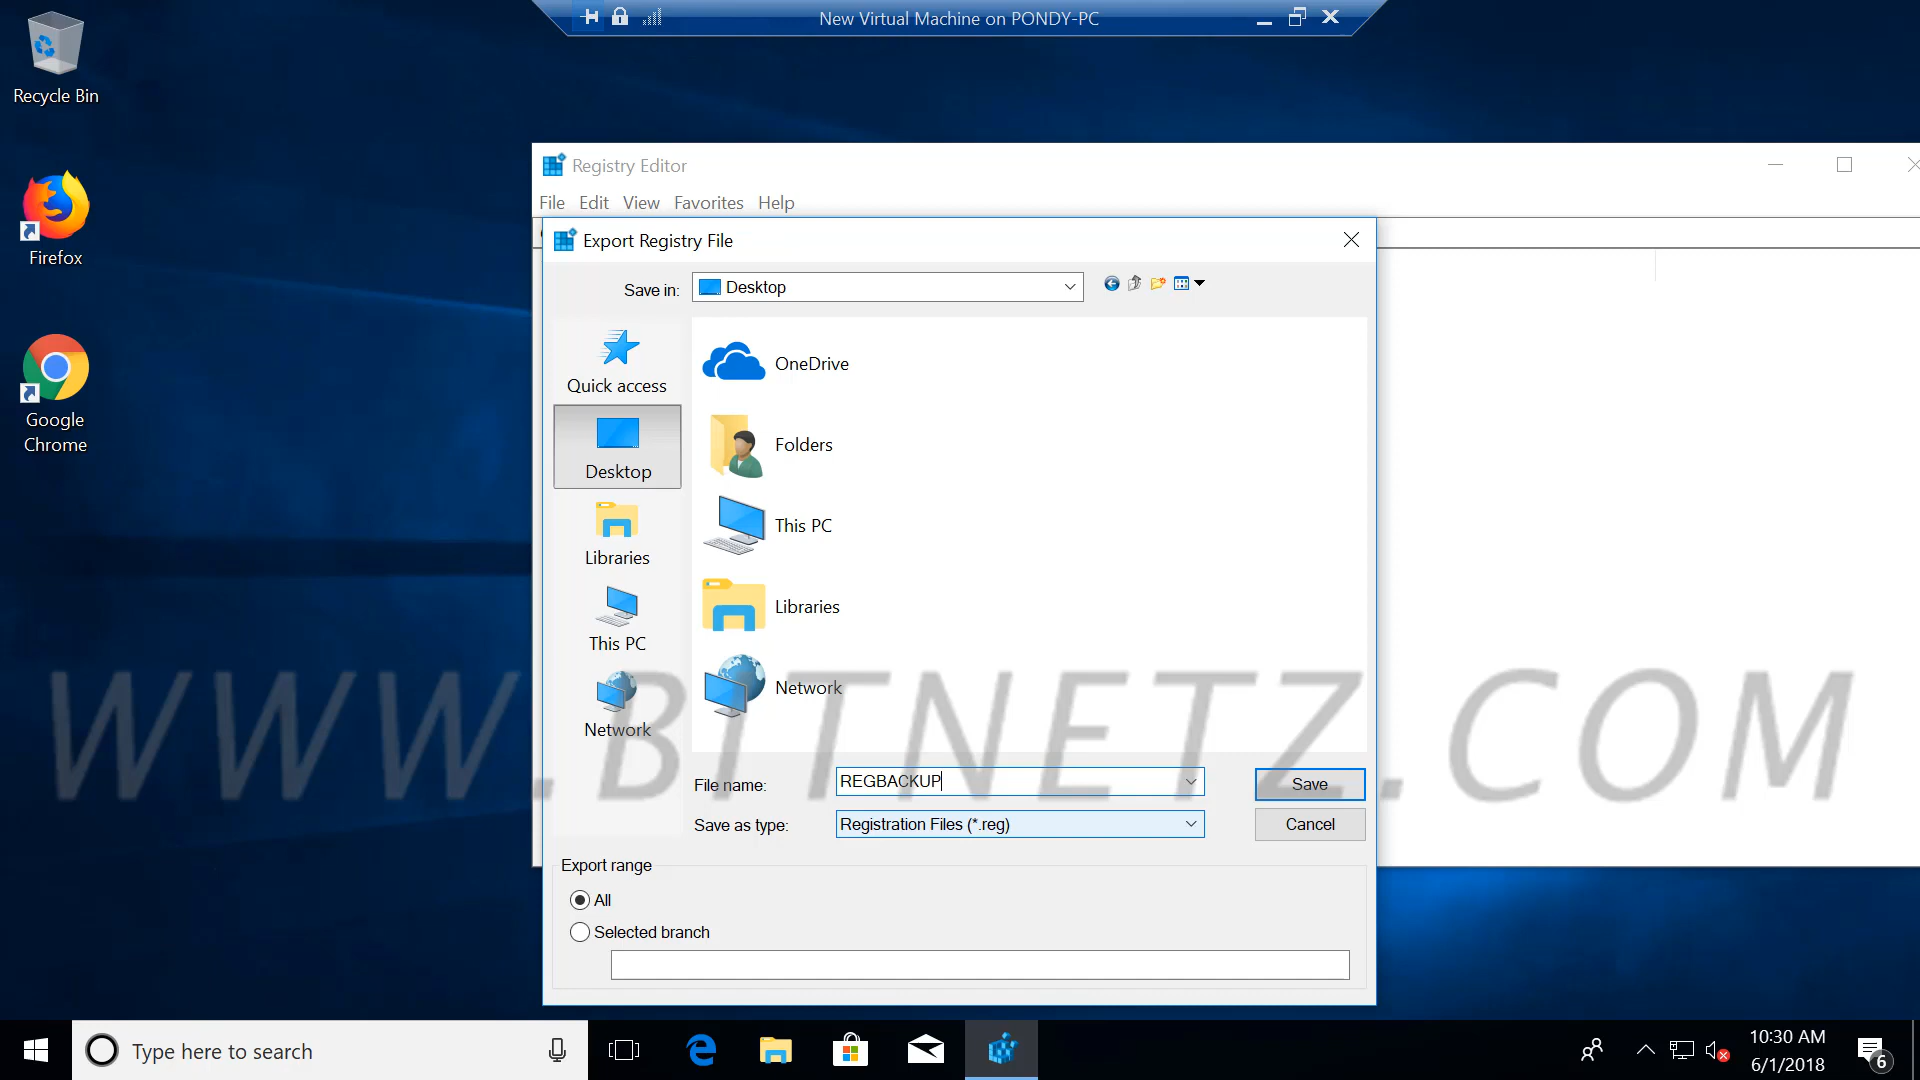 New Virtual Machine on PONDY-PC
Recycle Bin
Firefox
Google
Chrome
Registry Editor
File Edit View Favorites Help
Export Registry File
Save in: Desktop
Quick access
Desktop
Libraries
This PC
Network
OneDrive
Folders
This PC
Libraries
Network
WWW.BITNETZ.COM
File name: REGBACKUP Save
Save as type: Registration Files (*.reg) Cancel
Export range
All
Selected branch
Type here to search
10:30 AM
6/1/2018
6